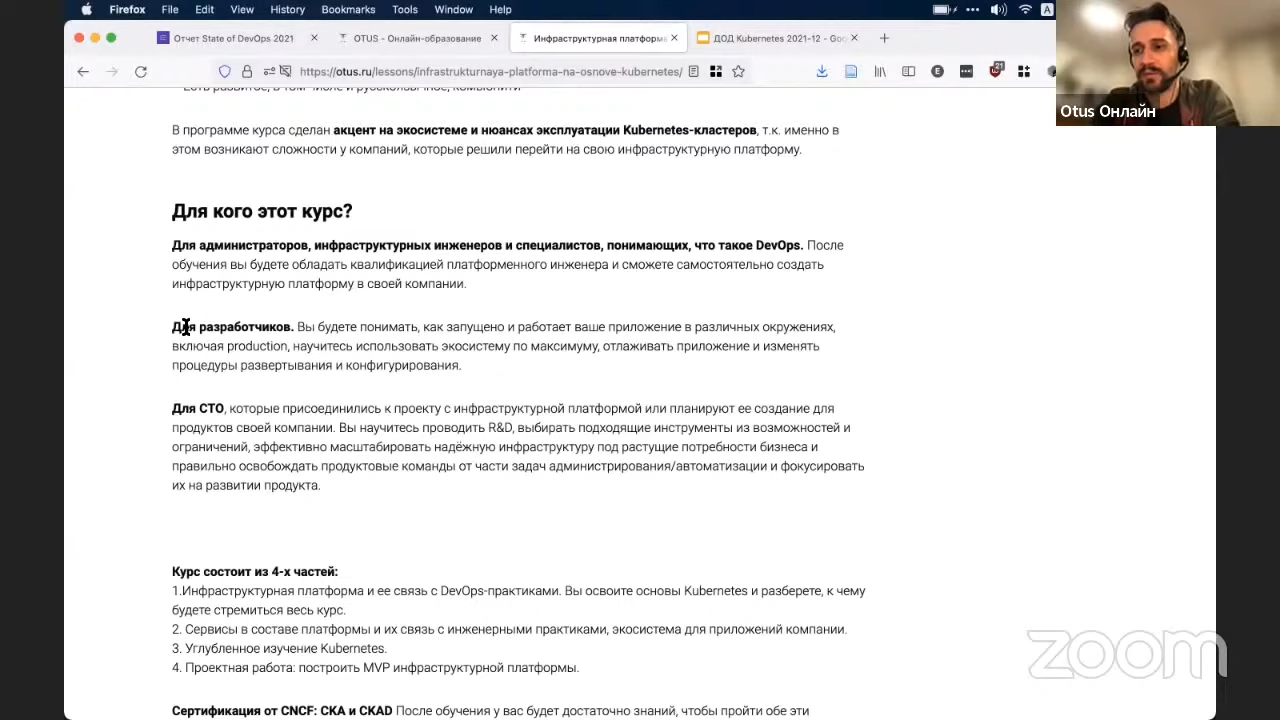 Firefox File Edit View History Bookmarks Tools Window Help
Отчет State of DevOps 2021
OTUS - Онлайн-образование
Инфраструктурная платформа
ДОД Kubernetes 2021-12 - Goo
https://otus.ru/lessons/infrastrukturnaya-platforma-na-osnove-kubernetes/
21
A
Otus Онлайн
Есть развитое, в том числе и русскоязычное, комьюнити
В программе курса сделан акцент на экосистеме и нюансах эксплуатации Kubernetes-кластеров, т.к. именно в
этом возникают сложности у компаний, которые решили перейти на свою инфраструктурную платформу.
Для кого этот курс?
Для администраторов, инфраструктурных инженеров и специалистов, понимающих, что такое DevOps. После
обучения вы будете обладать квалификацией платформенного инженера и сможете самостоятельно создать
инфраструктурную платформу в своей компании.
Для разработчиков. Вы будете понимать, как запущено и работает ваше приложение в различных окружениях,
включая production, научитесь использовать экосистему по максимуму, отлаживать приложение и изменять
процедуры развертывания и конфигурирования.
Для СТО, которые присоединились к проекту с инфраструктурной платформой или планируют ее создание для
продуктов своей компании. Вы научитесь проводить R&D, выбирать подходящие инструменты из возможностей и
ограничений, эффективно масштабировать надёжную инфраструктуру под растущие потребности бизнеса и
правильно освобождать продуктовые команды от части задач администрирования/автоматизации и фокусировать
их на развитии продукта.
Курс состоит из 4-х частей:
1.Инфраструктурная платформа и ее связь с DevOps-практиками. Вы освоите основы Kubernetes и разберете, к чему
будете стремиться весь курс.
2. Сервисы в составе платформы и их связь с инженерными практиками, экосистема для приложений компании.
3. Углубленное изучение Kubernetes.
4. Проектная работа: построить MVP инфраструктурной платформы.
zoom
Сертификация от CNCF: CKA и CKAD После обучения у вас будет достаточно знаний, чтобы пройти обе эти